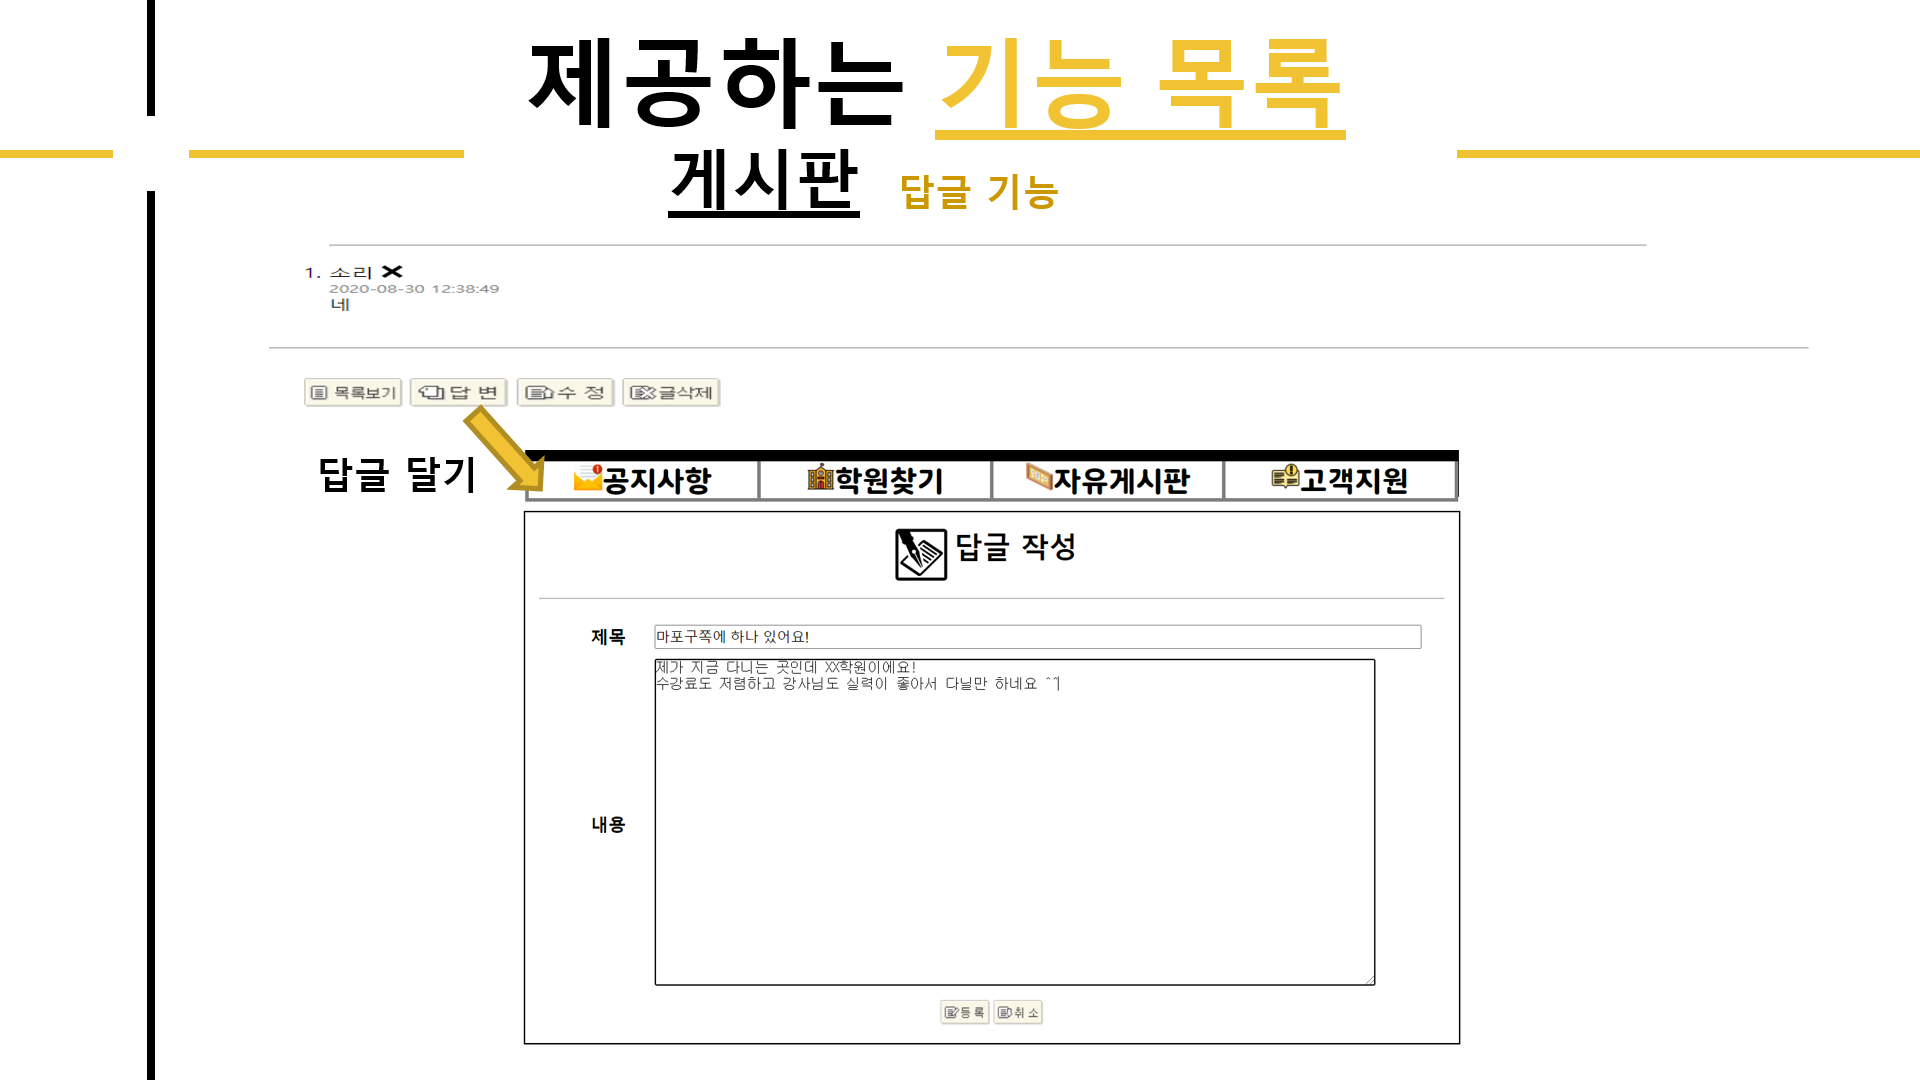 제공하는 기능 목록
게시판 답글 기능
1. 소리
2020-08-30 12:38:49
네
목록보기 답 변 수 정 글삭제
답글 달기
공지사항 학원찾기 자유게시판 고객지원
답글 작성
제목 마포구쪽에 하나 있어요!
제가 지금 다니는 곳인데 XX학원이에요!
수강료도 저렴하고 강사님도 실력이 좋아서 다닐만 하네요 ^^
내용
등 록 취 소